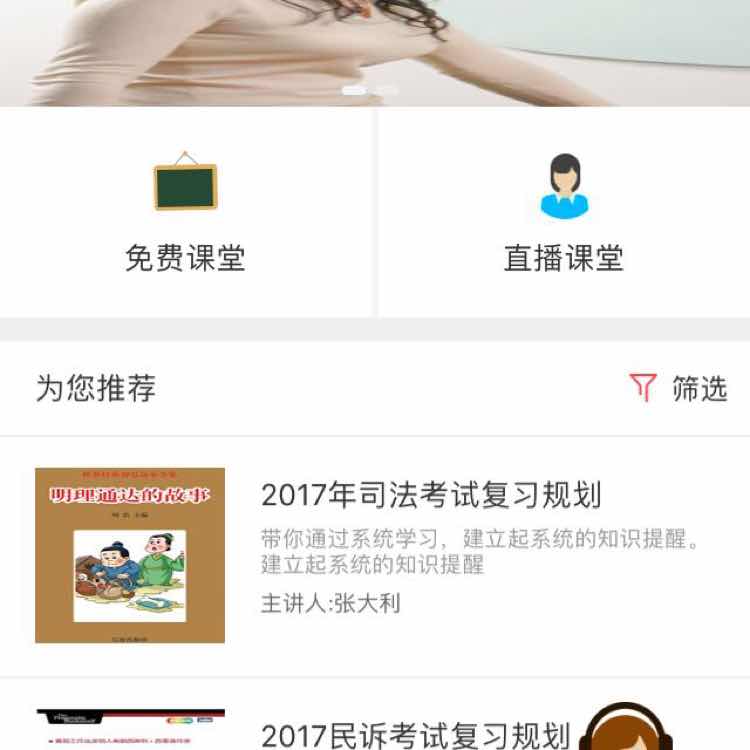 免费课堂
直播课堂
为您推荐
筛选
明理通达的故事
2017年司法考试复习规划
带你通过系统学习，建立起系统的知识提醒。
建立起系统的知识提醒
主讲人:张大利
2017民诉考试复习规划